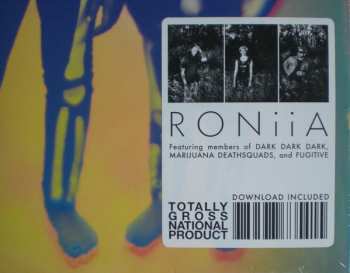 RONiiA
Featuring members of DARK DARK DARK,
MARIJUANA DEATHSQUADS, and FUGITIVE
TOTALLY
GROSS
NATIONAL
PRODUCT
DOWNLOAD INCLUDED